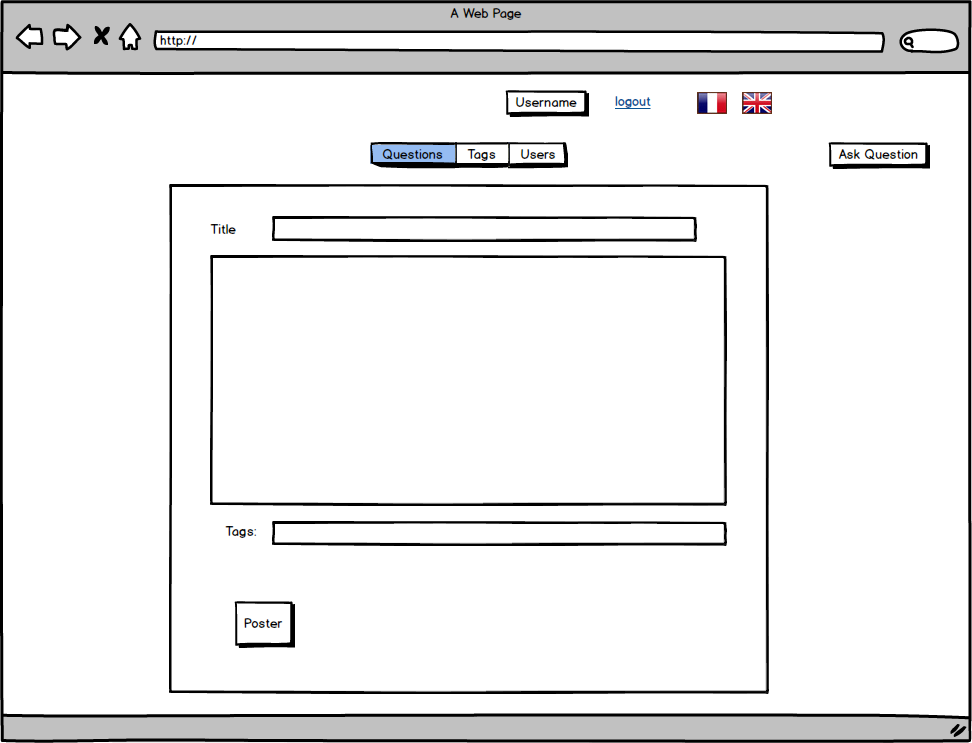 A Web Page
http://
Username logout
Questions Tags Users Ask Question
Title
Tags:
Poster